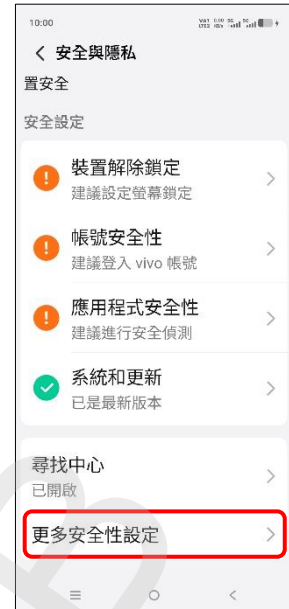 10:00
安全與隱私
置安全
安全設定
裝置解除鎖定
建議設定螢幕鎖定
帳號安全性
建議登入 vivo 帳號
應用程式安全性
建議進行安全偵測
系統和更新
已是最新版本
尋找中心
已開啟
更多安全性設定